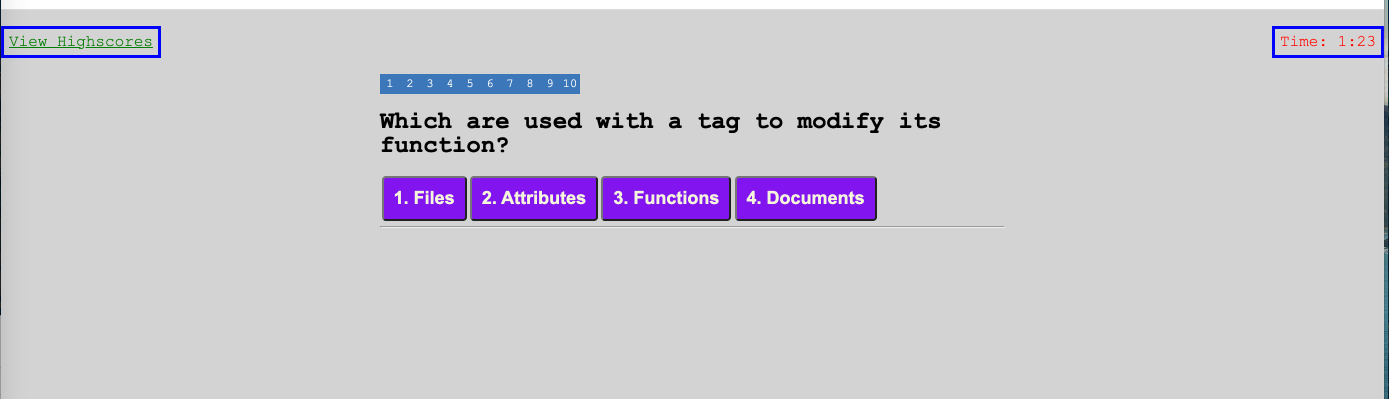 View Highscores
Time: 1:23
1 2 3 4 5 6 7 8 9 10
Which are used with a tag to modify its
function?
1. Files 2. Attributes 3. Functions 4. Documents